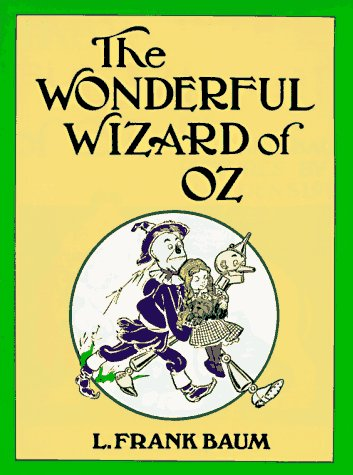 The
WONDERFUL
WIZARD of
OZ
L. FRANK BAUM